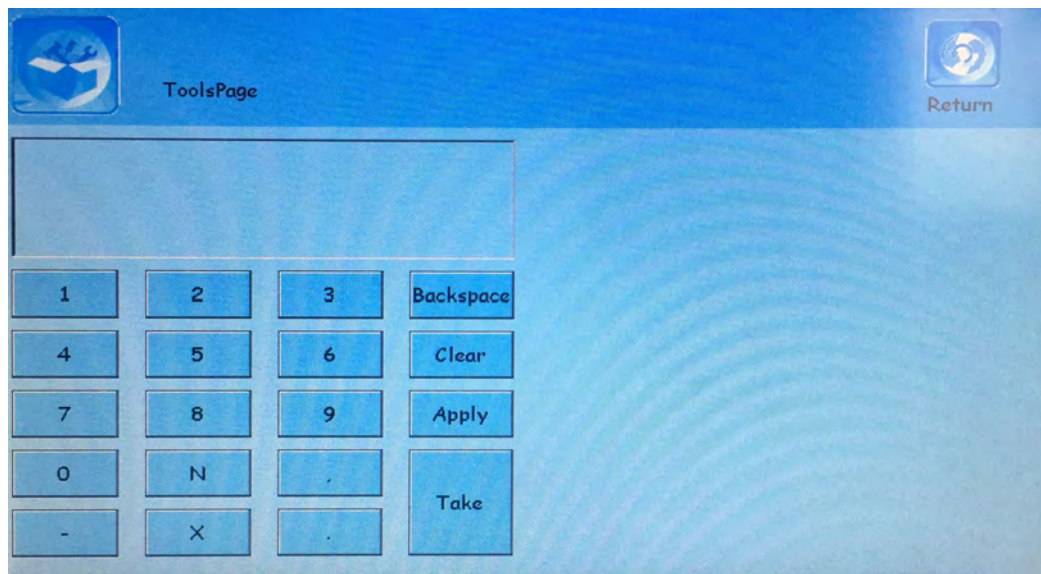 ToolsPage
Return
1 2 3 Backspace
4 5 6 Clear
7 8 9 Apply
0 N , Take
- X .